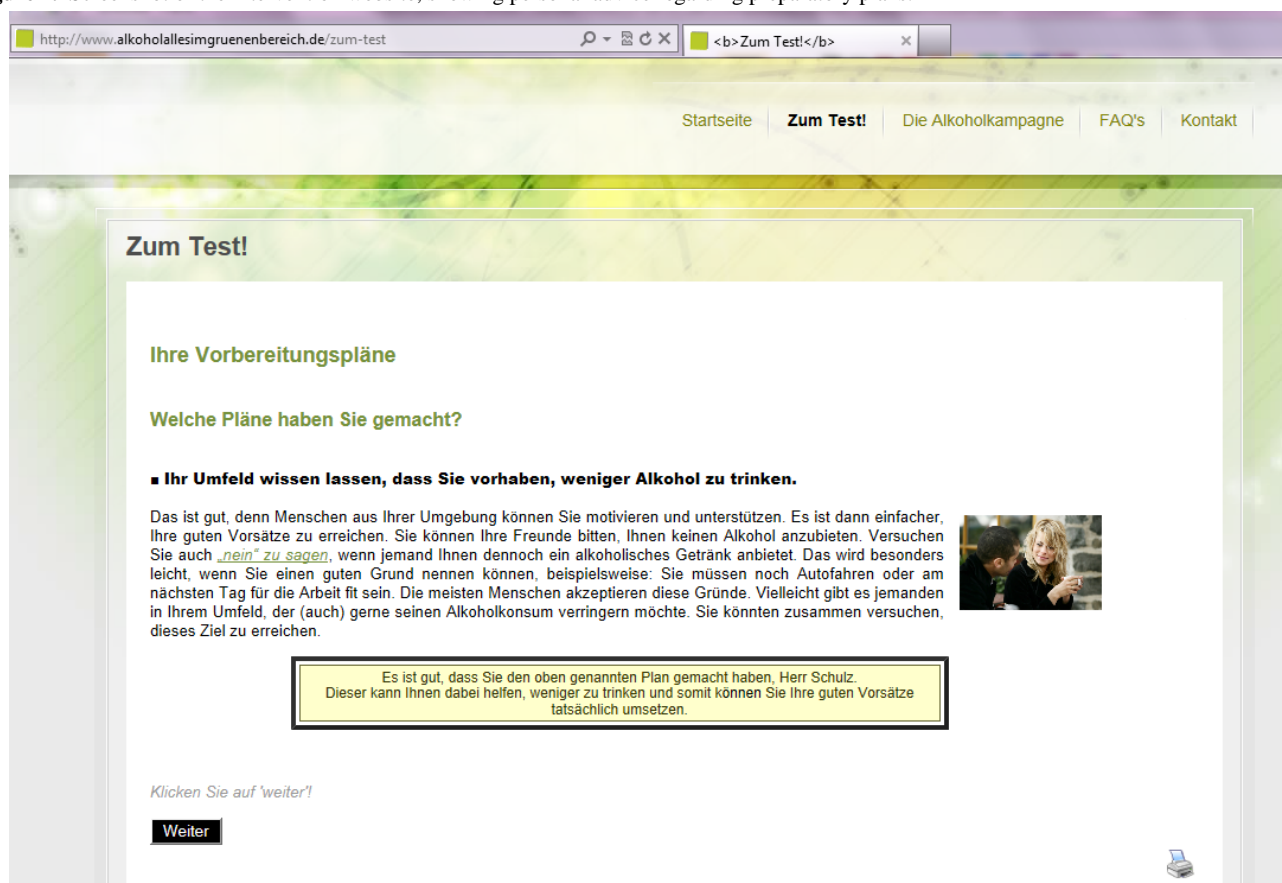 http://www.alkoholallesimgruenenbereich.de/zum-test
<b>Zum Test!</b>
Startseite Zum Test! Die Alkoholkampagne FAQ's Kontakt
Zum Test!
Ihre Vorbereitungspläne
Welche Pläne haben Sie gemacht?
▪ Ihr Umfeld wissen lassen, dass Sie vorhaben, weniger Alkohol zu trinken.
Das ist gut, denn Menschen aus Ihrer Umgebung können Sie motivieren und unterstützen. Es ist dann einfacher,
Ihre guten Vorsätze zu erreichen. Sie können Ihre Freunde bitten, Ihnen keinen Alkohol anzubieten. Versuchen
Sie auch „nein“ zu sagen, wenn jemand Ihnen dennoch ein alkoholisches Getränk anbietet. Das wird besonders
leicht, wenn Sie einen guten Grund nennen können, beispielsweise: Sie müssen noch Autofahren oder am
nächsten Tag für die Arbeit fit sein. Die meisten Menschen akzeptieren diese Gründe. Vielleicht gibt es jemanden
in Ihrem Umfeld, der (auch) gerne seinen Alkoholkonsum verringern möchte. Sie könnten zusammen versuchen,
dieses Ziel zu erreichen.
Es ist gut, dass Sie den oben genannten Plan gemacht haben, Herr Schulz.
Dieser kann Ihnen dabei helfen, weniger zu trinken und somit können Sie Ihre guten Vorsätze
tatsächlich umsetzen.
Klicken Sie auf 'weiter'!
Weiter